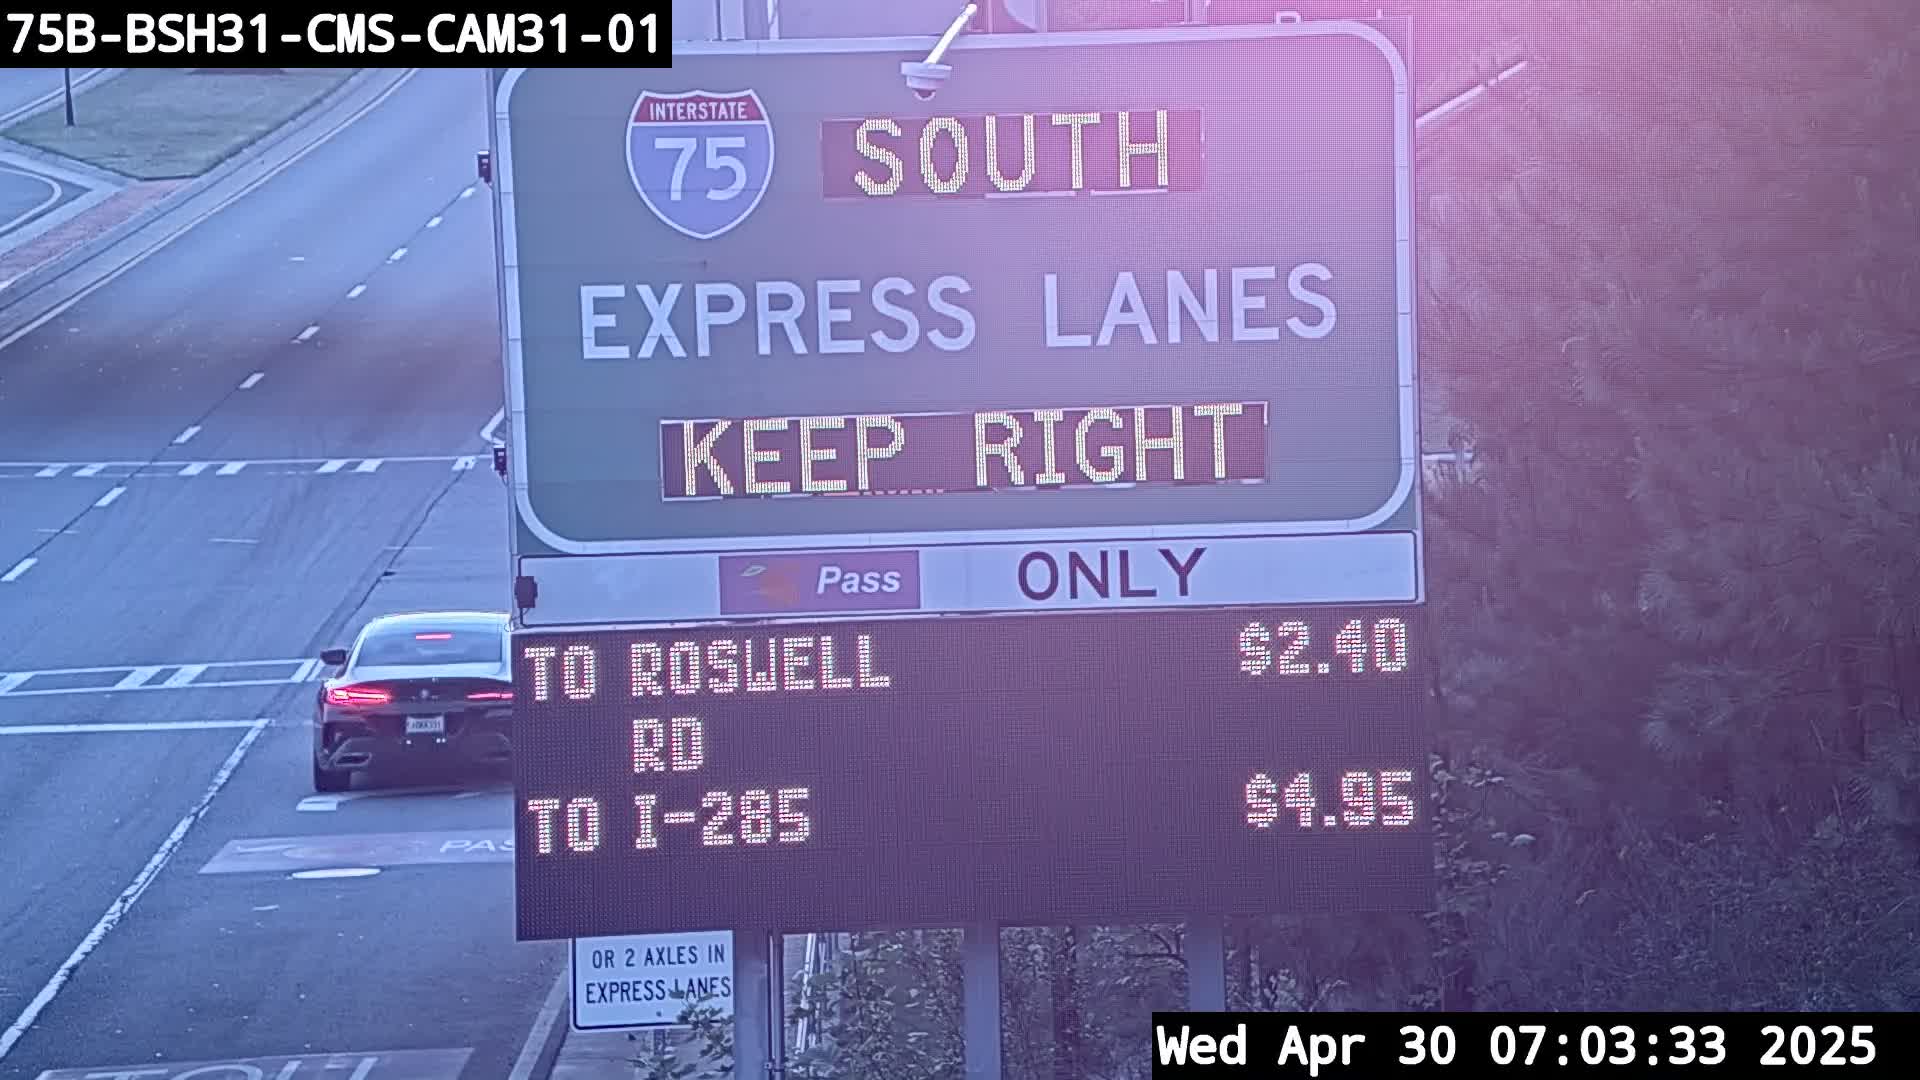 75B-BSH31-CMS-CAM31-01
INTERSTATE
75
SOUTH
EXPRESS LANES
KEEP RIGHT
Pass ONLY
TO ROSWELL $2.40
RD
TO I-285 $4.95
PAS
OR 2 AXLES IN
EXPRESS LANES
Wed Apr 30 07:03:33 2025